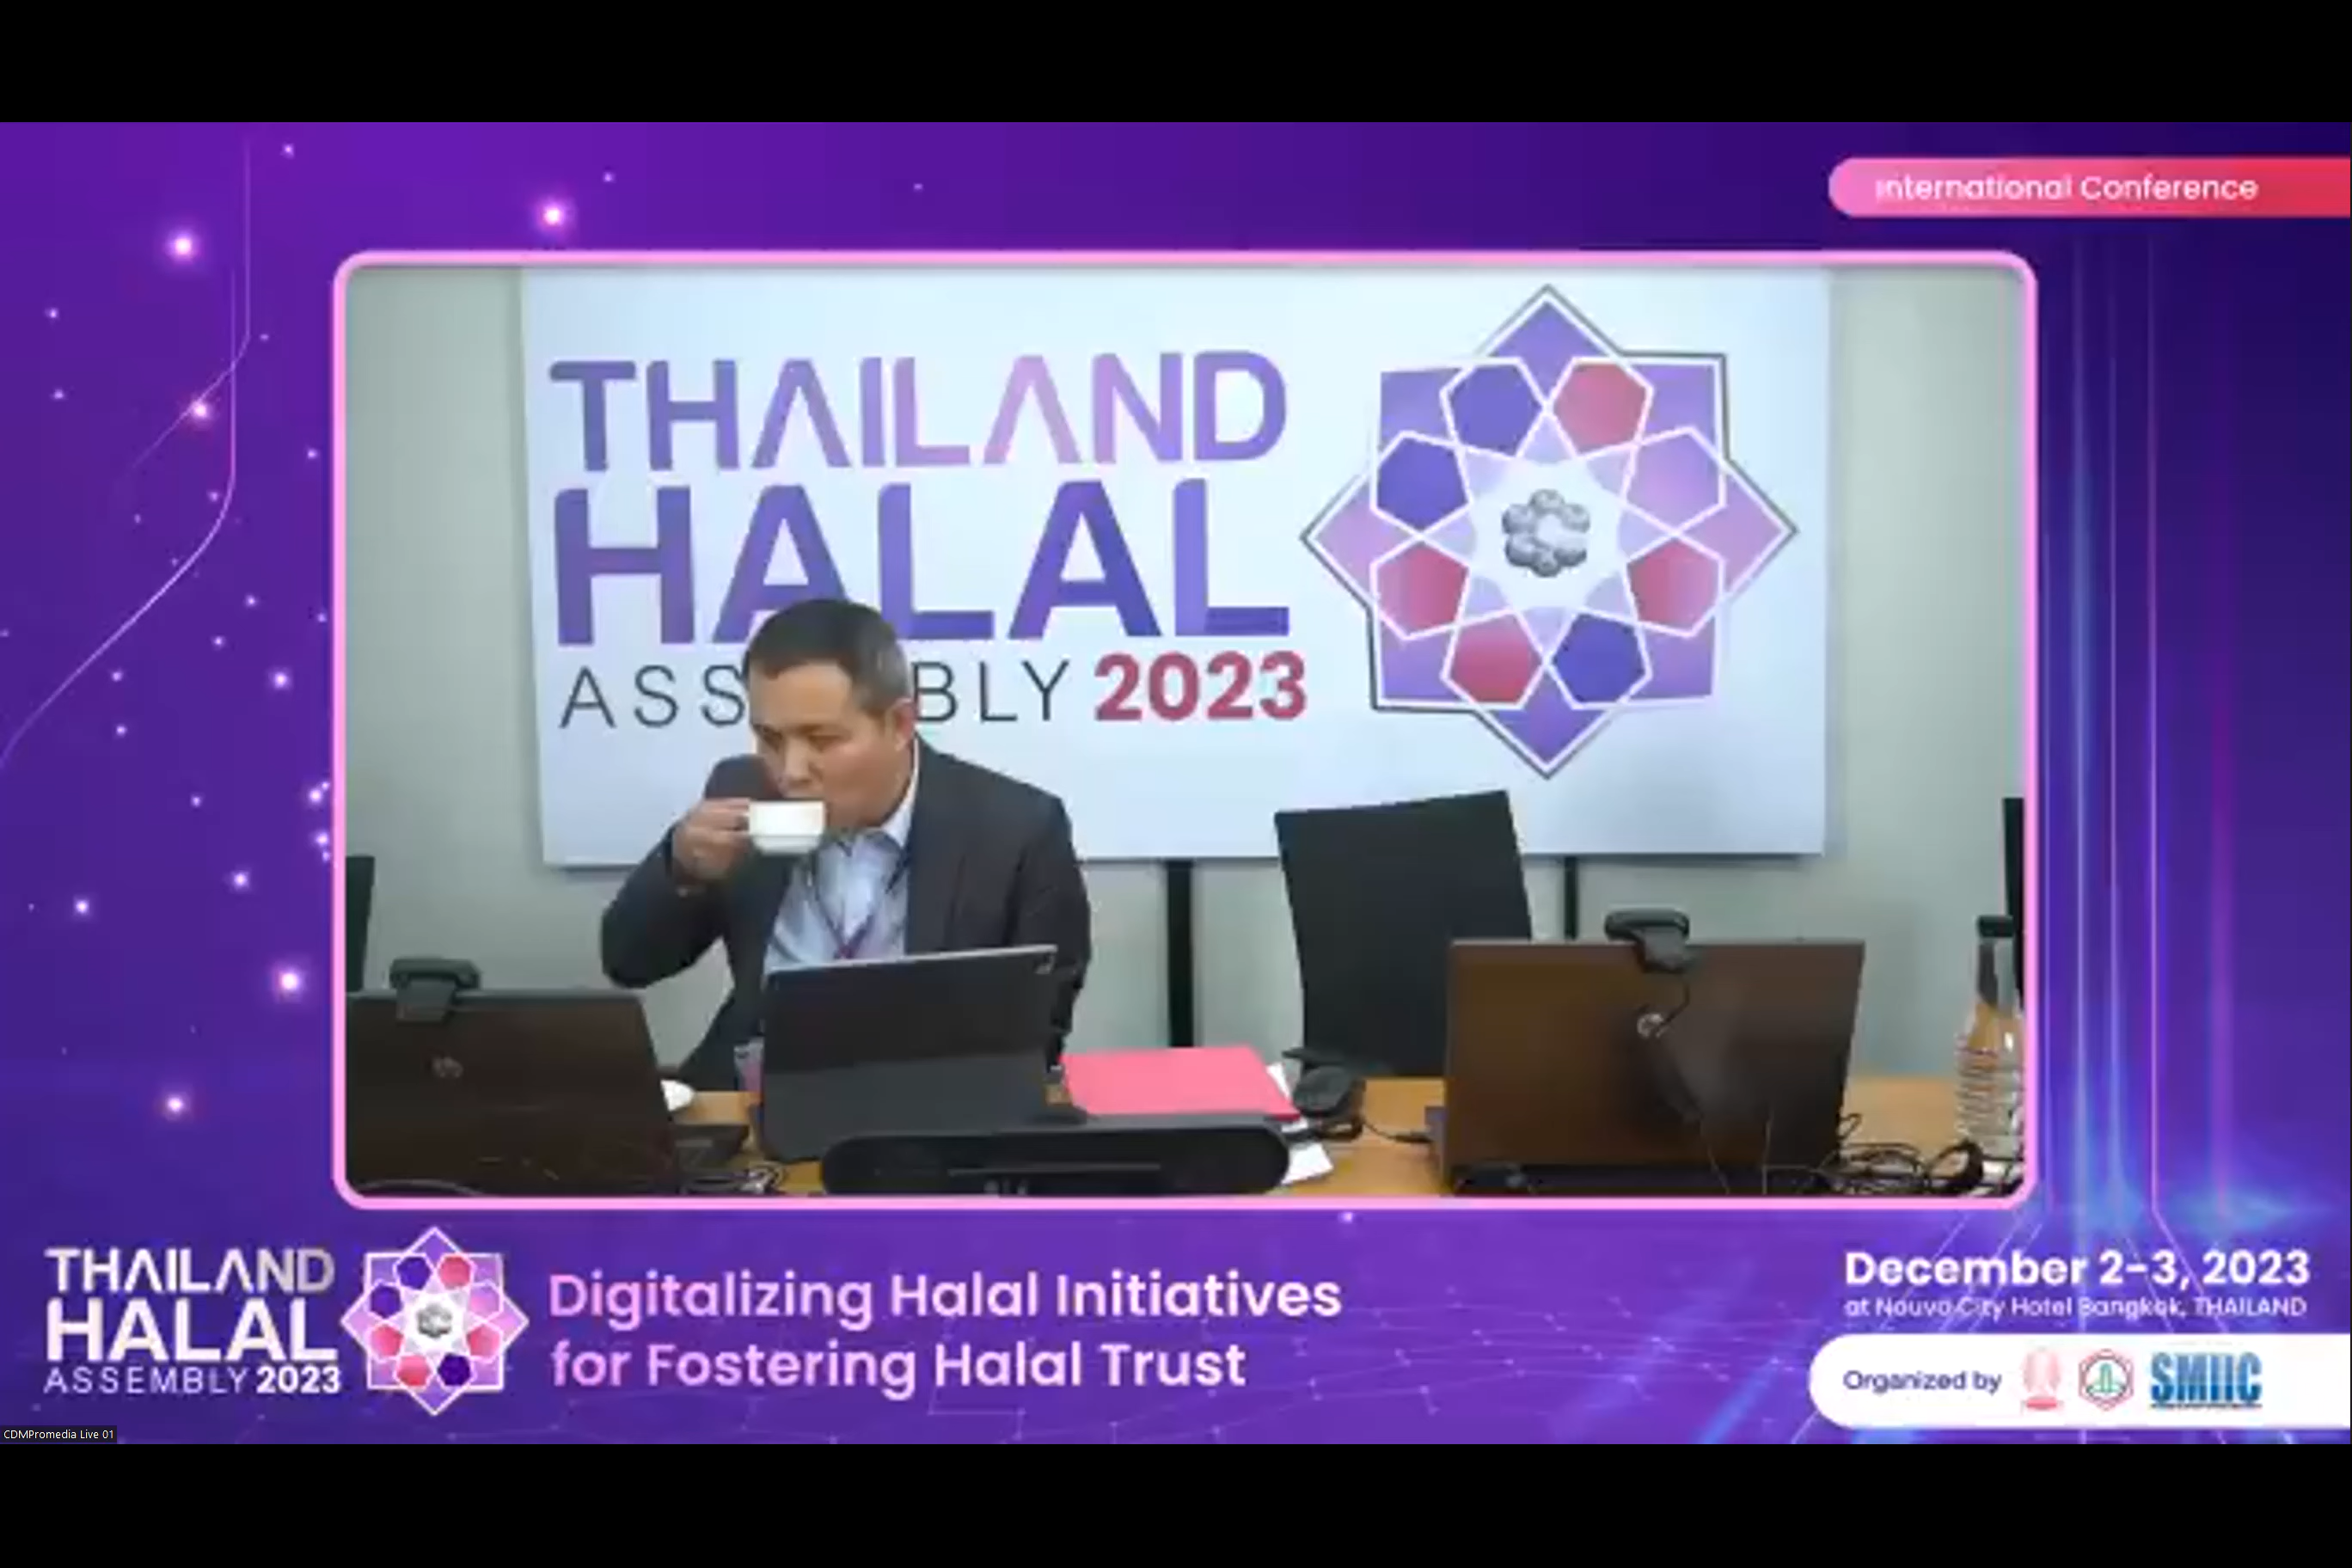 International Conference
THAILAND
HALAL
ASS BLY 2023
THAILAND
HALAL
ASSEMBLY 2023
Digitalizing Halal Initiatives
for Fostering Halal Trust
December 2-3, 2023
at Nouvo City Hotel Bangkok, THAILAND
Organized by
SMIIC
CDMPromedia Live 01